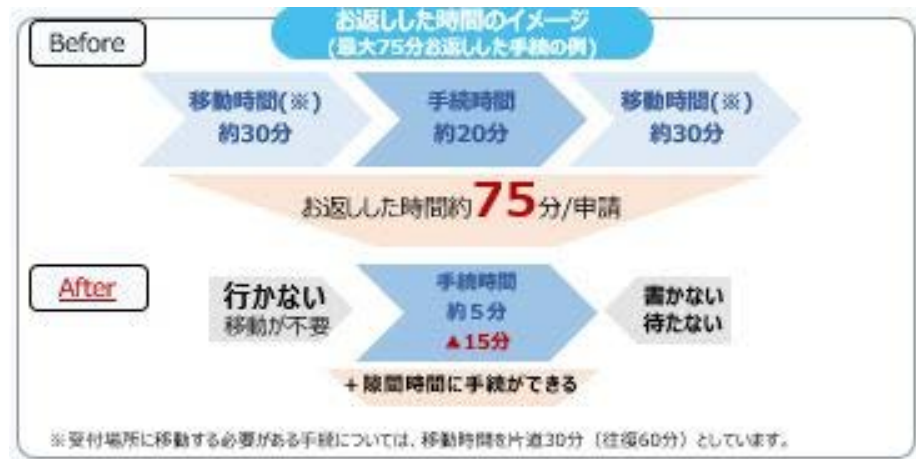 お返しした時間のイメージ
(最大75分お返しした手続の例)
Before
移動時間(※)
約30分
手続時間
約20分
移動時間(※)
約30分
お返しした時間約75分/申請
After
行かない
移動が不要
手続時間
約5分
▲15分
書かない
待たない
+隙間時間に手続ができる
※受付場所に移動する必要がある手続については、移動時間を片道30分(往復60分)としています。